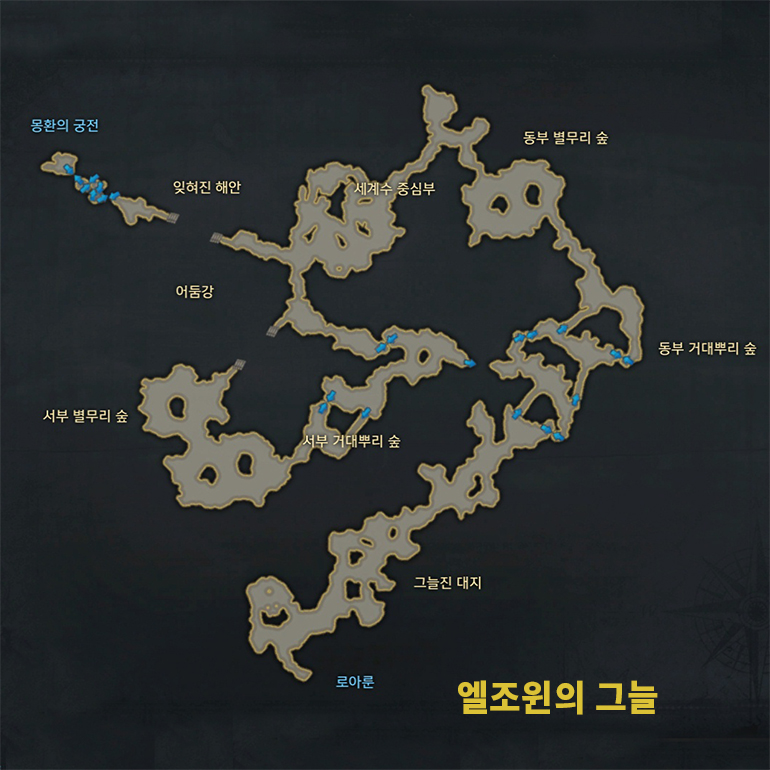 몽환의 궁전
동부 별무리 숲
잊혀진 해안
세계수 중심부
어둠강
동부 거대뿌리 숲
서부 별무리 숲
서부 거대뿌리 숲
그늘진 대지
로아룬
엘조윈의 그늘